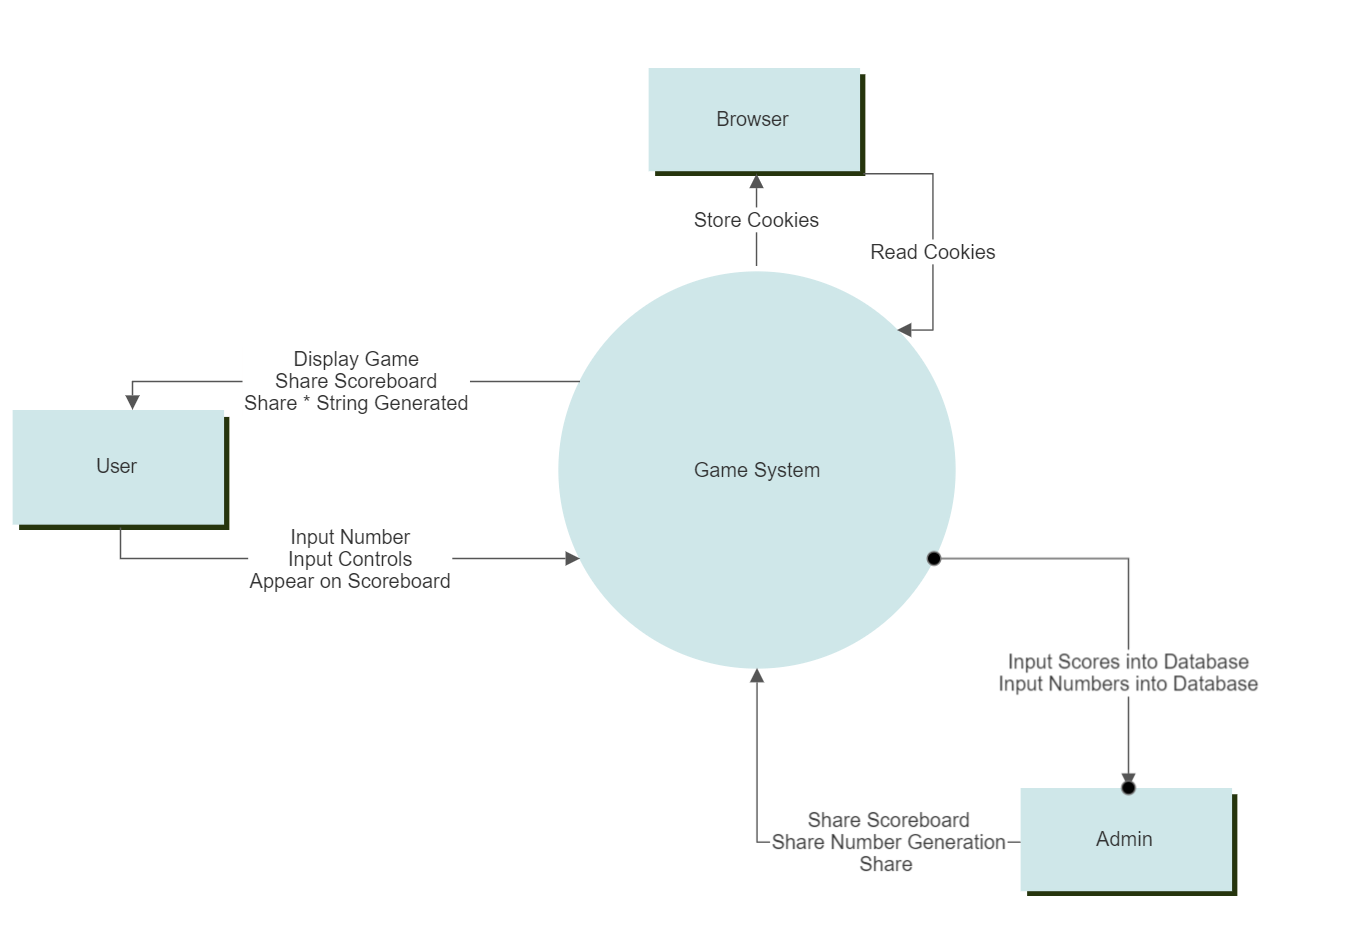 Browser
Store Cookies
Read Cookies
Display Game
Share Scoreboard
Share * String Generated
User
Game System
Input Number
Input Controls
Appear on Scoreboard
Input Scores into Database
Input Numbers into Database
Share Scoreboard
Share Number Generation
Share
Admin